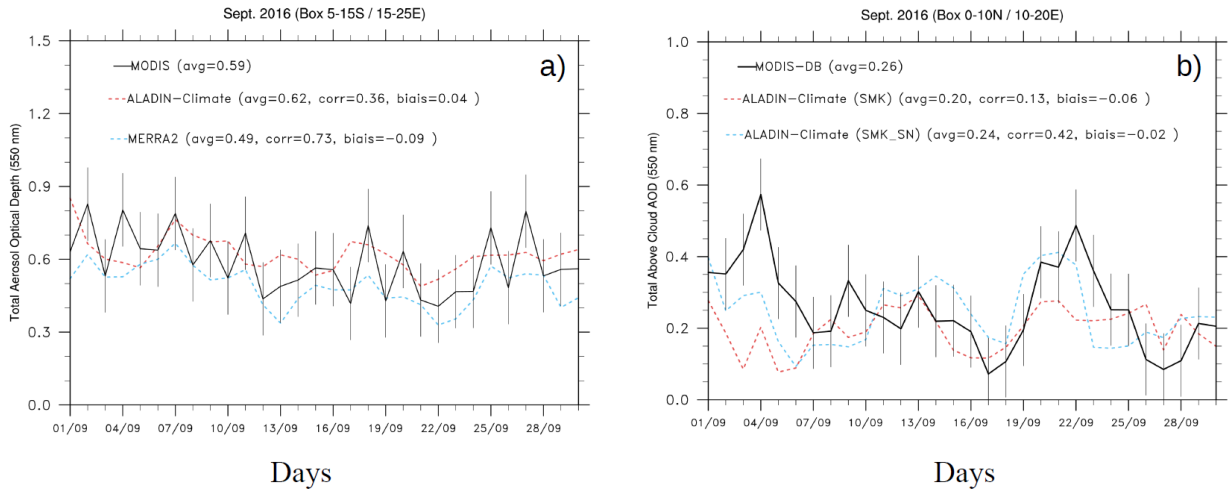 Sept. 2016 (Box 5-15S / 15-25E)
a)
MODIS (avg=0.59)
ALADIN-Climate (avg=0.62, corr=0.36, biais=0.04 )
MERRA2 (avg=0.49, corr=0.73, biais=-0.09 )
Total Aerosol Optical Depth (550 nm)
1.5
1.2
0.9
0.6
0.3
0.0
01/09 04/09 07/09 10/09 13/09 16/09 19/09 22/09 25/09 28/09
Days
Sept. 2016 (Box 0-10N / 10-20E)
b)
MODIS-DB (avg=0.26)
ALADIN-Climate (SMK) (avg=0.20, corr=0.13, biais=-0.06 )
ALADIN-Climate (SMK_SN) (avg=0.24, corr=0.42, biais=-0.02 )
Total Above Cloud AOD (550 nm)
1.0
0.8
0.6
0.4
0.2
0.0
01/09 04/09 07/09 10/09 13/09 16/09 19/09 22/09 25/09 28/09
Days